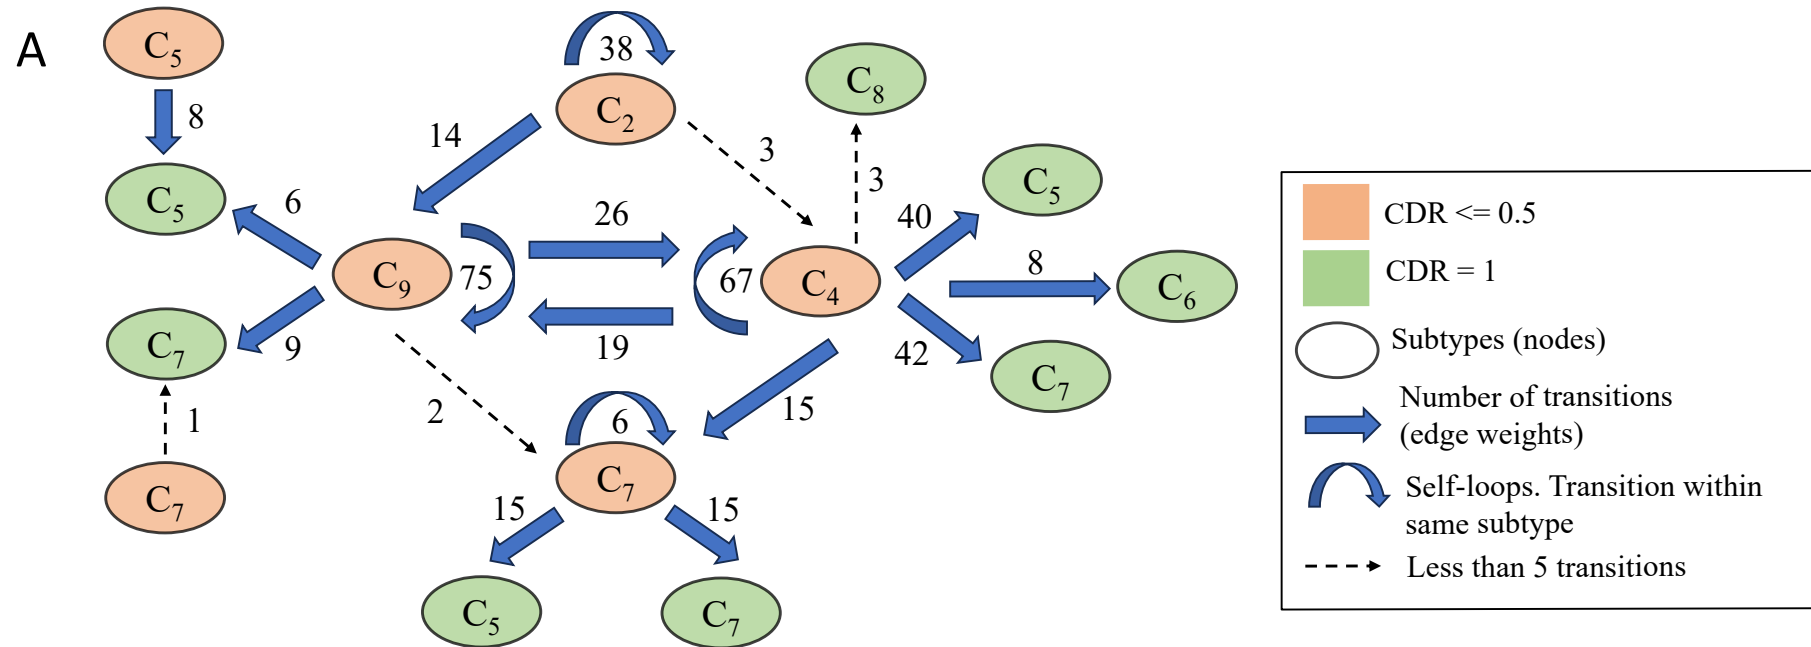 A
C5
8
C5
6
C9
75
9
C7
1
C7
38
C2
14
3
26
19
67
C4
3
C8
40
C5
8
C6
42
C7
15
2
6
C7
15
15
C5
C7
CDR <= 0.5
CDR = 1
Subtypes (nodes)
Number of transitions
(edge weights)
Self-loops. Transition within
same subtype
Less than 5 transitions